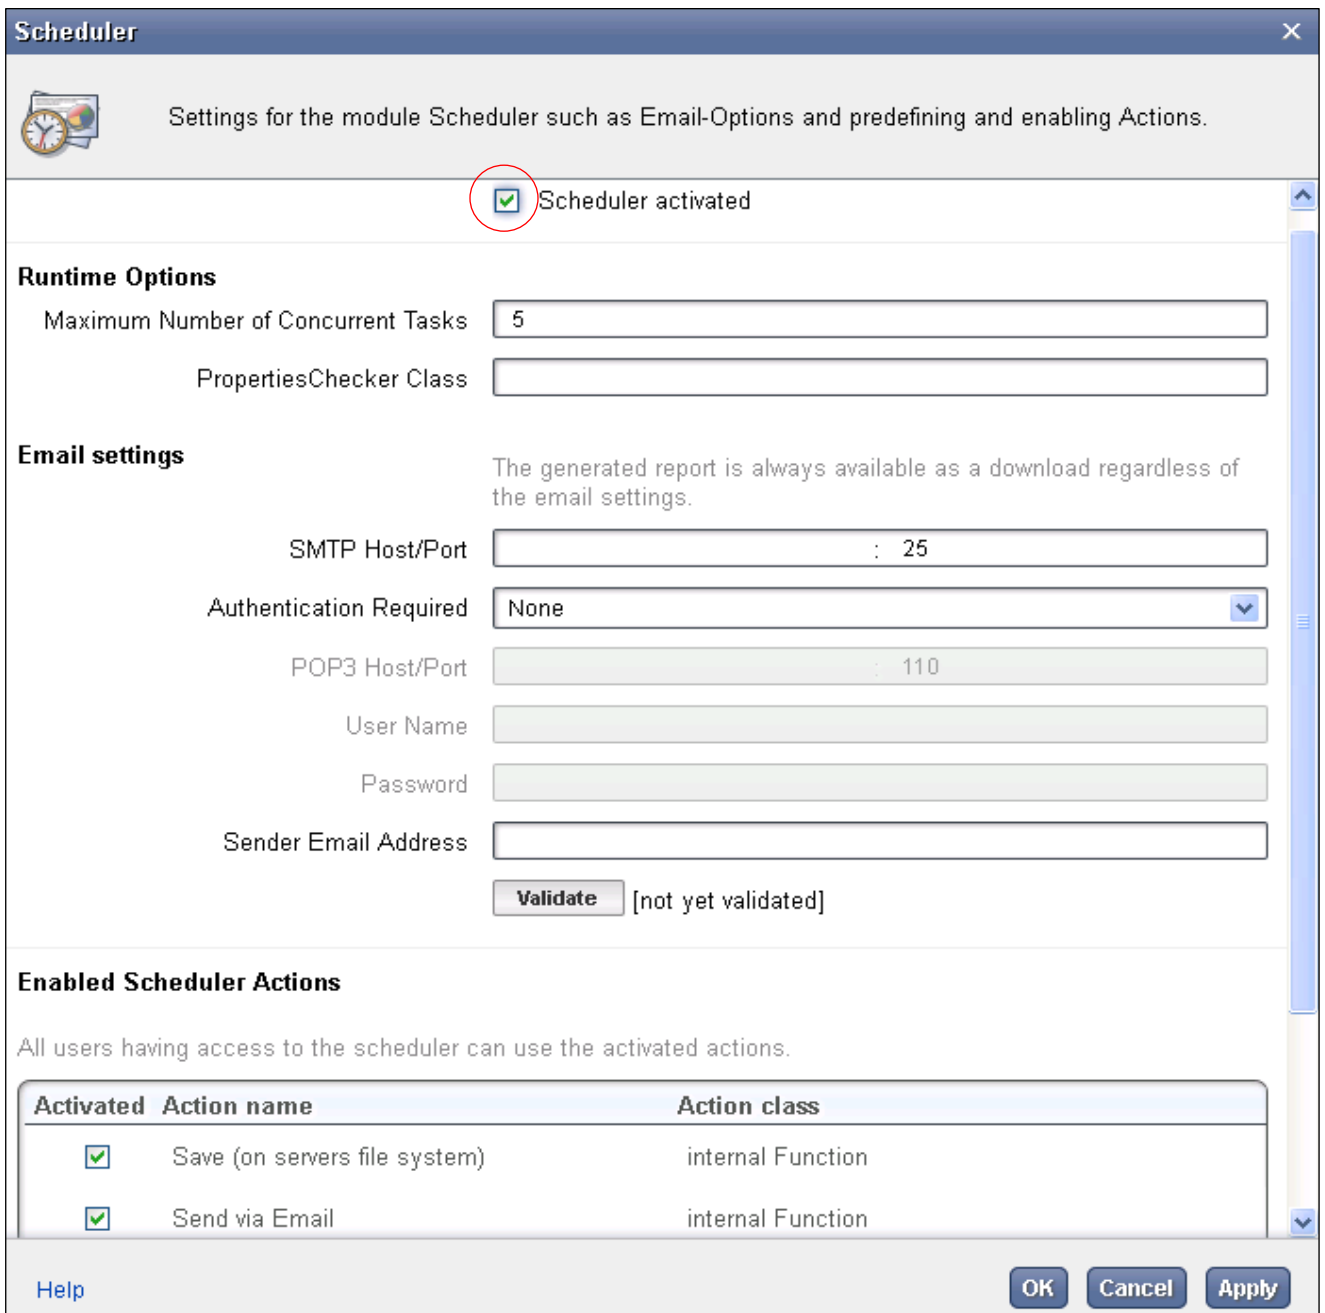 Scheduler
Settings for the module Scheduler such as Email-Options and predefining and enabling Actions.
Scheduler activated
Runtime Options
Maximum Number of Concurrent Tasks 5
PropertiesChecker Class
Email settings
The generated report is always available as a download regardless of
the email settings.
SMTP Host/Port : 25
Authentication Required None
POP3 Host/Port : 110
User Name
Password
Sender Email Address
Validate [not yet validated]
Enabled Scheduler Actions
All users having access to the scheduler can use the activated actions.
Activated Action name Action class
Save (on servers file system) internal Function
Send via Email internal Function
Help OK Cancel Apply